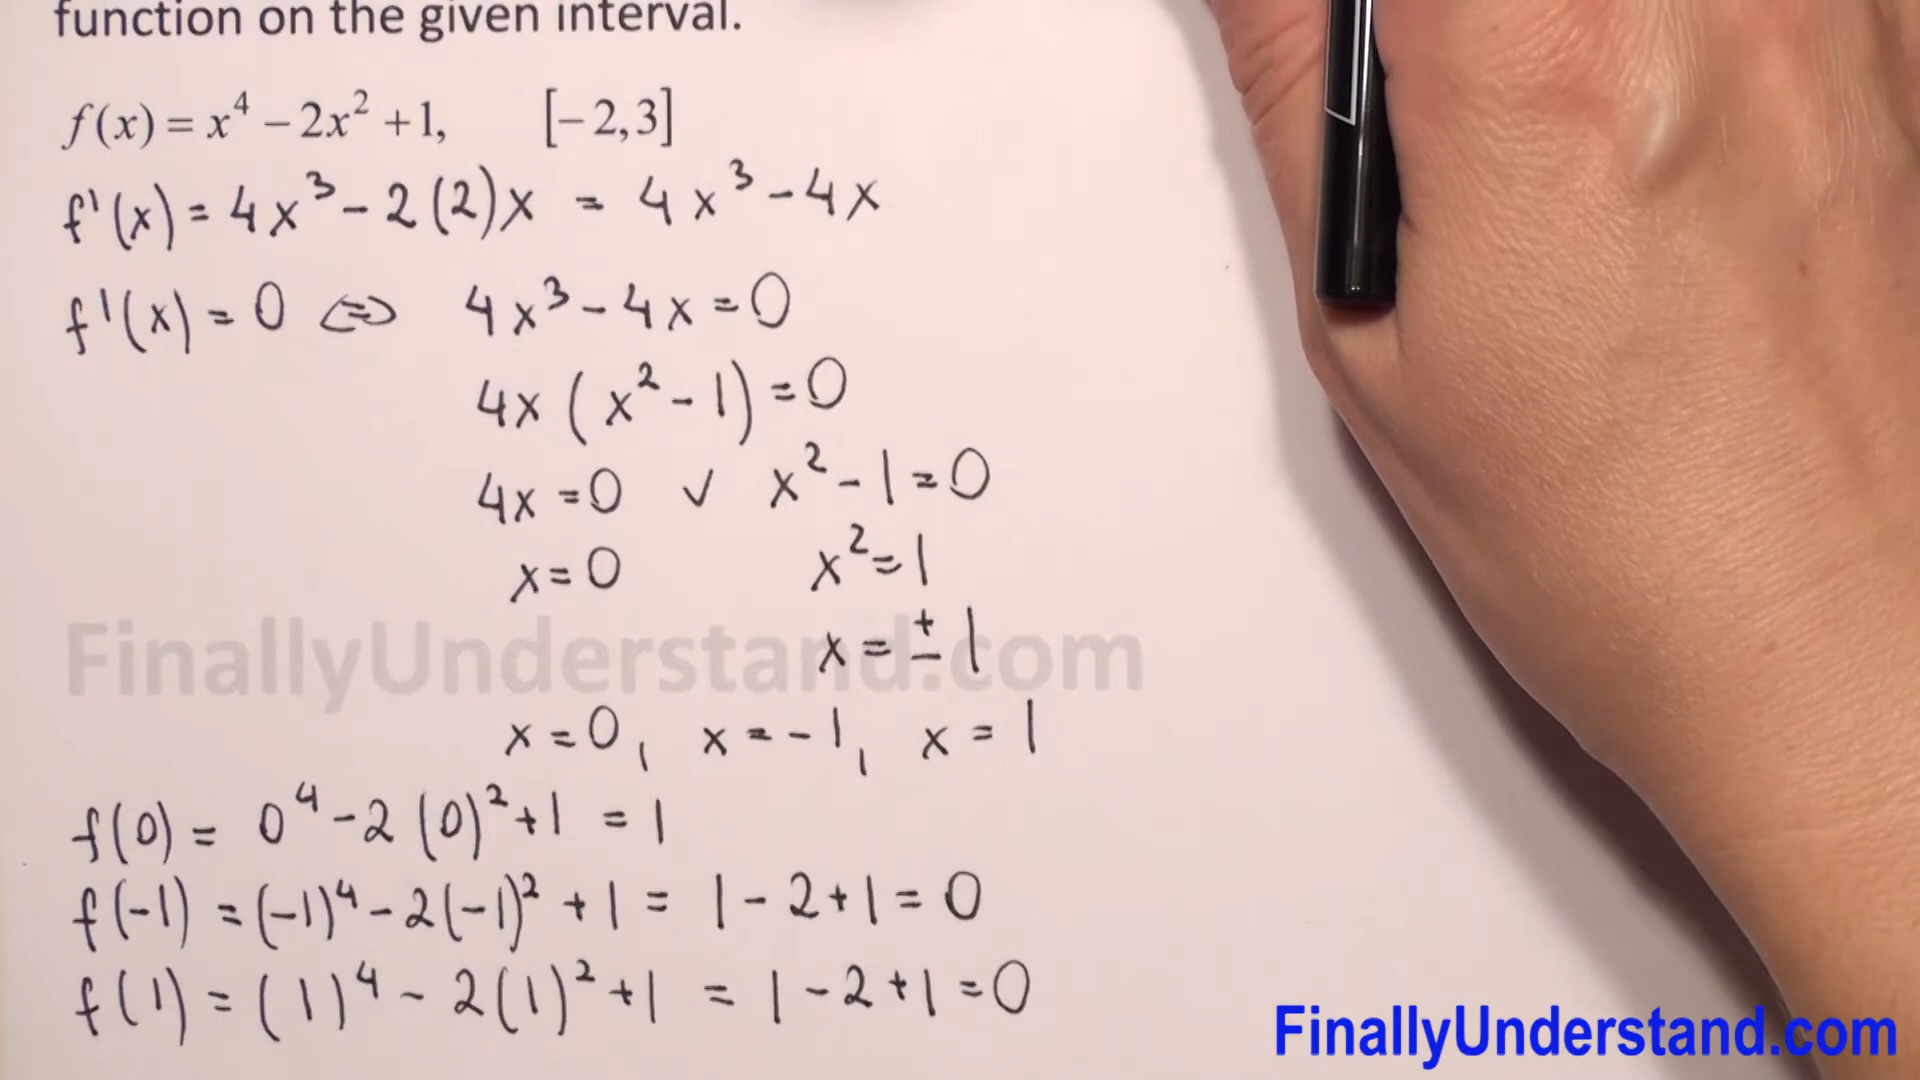 function on the given interval.
f(x) = x⁴ − 2x² + 1, [−2,3]
f'(x) = 4x³ − 2(2)x = 4x³ − 4x
f'(x) = 0 ⇔ 4x³ − 4x = 0
4x(x² − 1) = 0
4x = 0 ∨ x² − 1 = 0
x = 0 x² = 1
x = ± 1
FinallyUnderstand.com
x = 0, x = −1, x = 1
f(0) = 0⁴ − 2(0)² + 1 = 1
f(−1) = (−1)⁴ − 2(−1)² + 1 = 1 − 2 + 1 = 0
f(1) = (1)⁴ − 2(1)² + 1 = 1 − 2 + 1 = 0
FinallyUnderstand.com